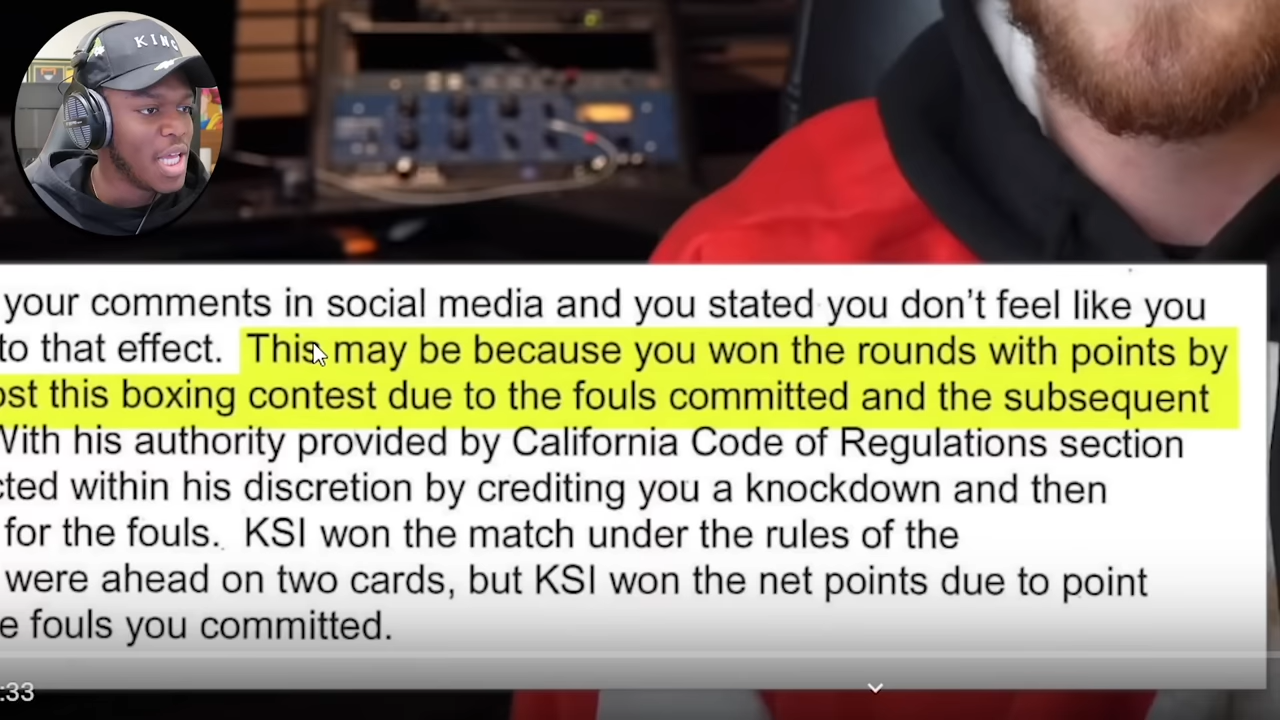 KING
your comments in social media and you stated you don't feel like you
to that effect. This may be because you won the rounds with points by
ost this boxing contest due to the fouls committed and the subsequent
With his authority provided by California Code of Regulations section
cted within his discretion by crediting you a knockdown and then
for the fouls. KSI won the match under the rules of the
were ahead on two cards, but KSI won the net points due to point
e fouls you committed.
:33